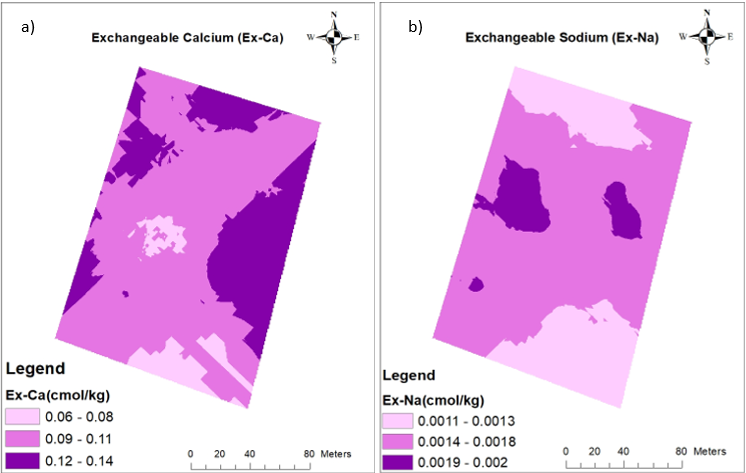 a)
Exchangeable Calcium (Ex-Ca)
N
W E
S
Legend
Ex-Ca(cmol/kg)
0.06 - 0.08
0.09 - 0.11
0.12 - 0.14
0 20 40 80 Meters
b)
Exchangeable Sodium (Ex-Na)
N
W E
S
Legend
Ex-Na(cmol/kg)
0.0011 - 0.0013
0.0014 - 0.0018
0.0019 - 0.002
0 20 40 80 Meters